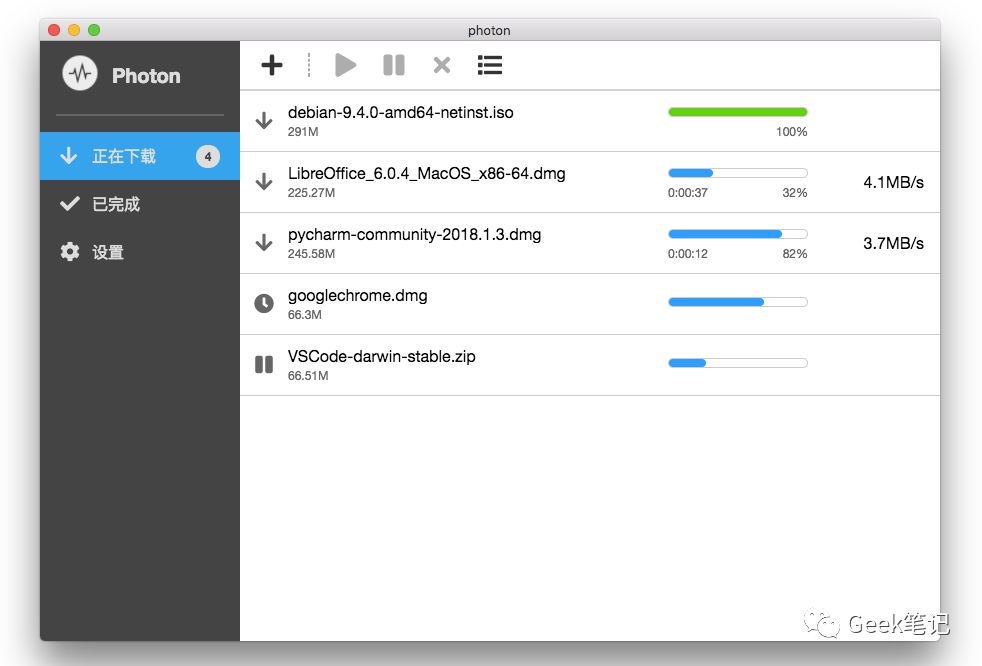 photon
Photon
正在下载 4
已完成
设置
debian-9.4.0-amd64-netinst.iso
291M
100%
LibreOffice_6.0.4_MacOS_x86-64.dmg
225.27M
0:00:37 32%
4.1MB/s
pycharm-community-2018.1.3.dmg
245.58M
0:00:12 82%
3.7MB/s
googlechrome.dmg
66.3M
VSCode-darwin-stable.zip
66.51M
Geek笔记